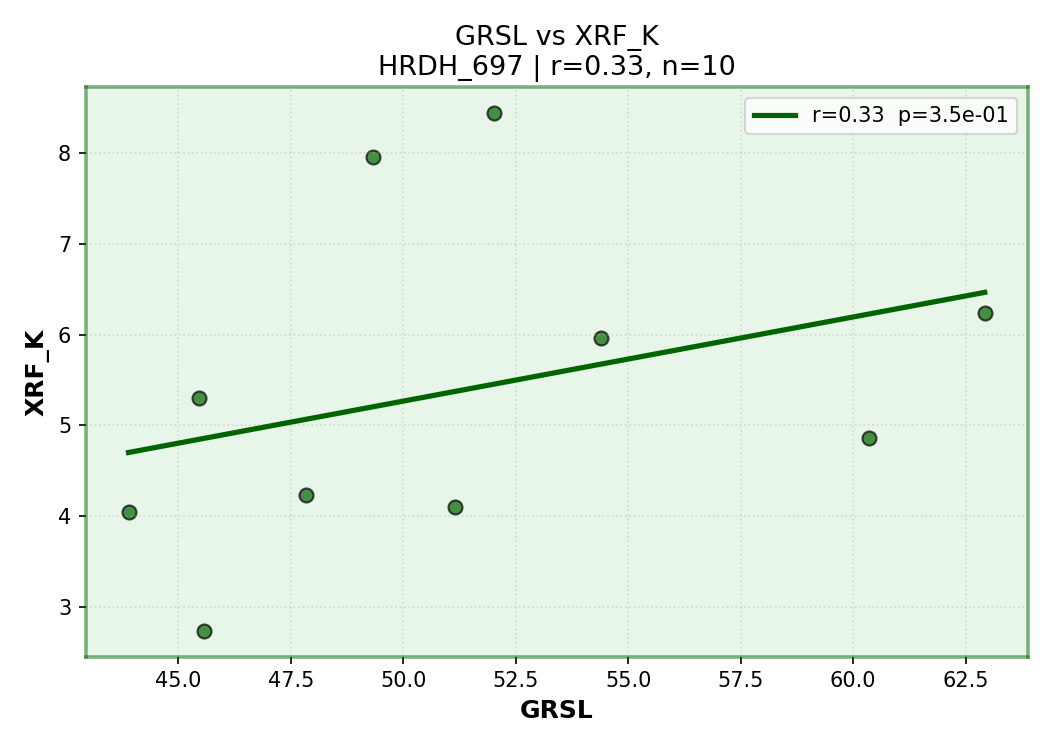 GRSL vs XRF_K
HRDH_697 | r=0.33, n=10
r=0.33  p=3.5e-01
8
7
6
5
4
3
XRF_K
45.0
47.5
50.0
52.5
55.0
57.5
60.0
62.5
GRSL